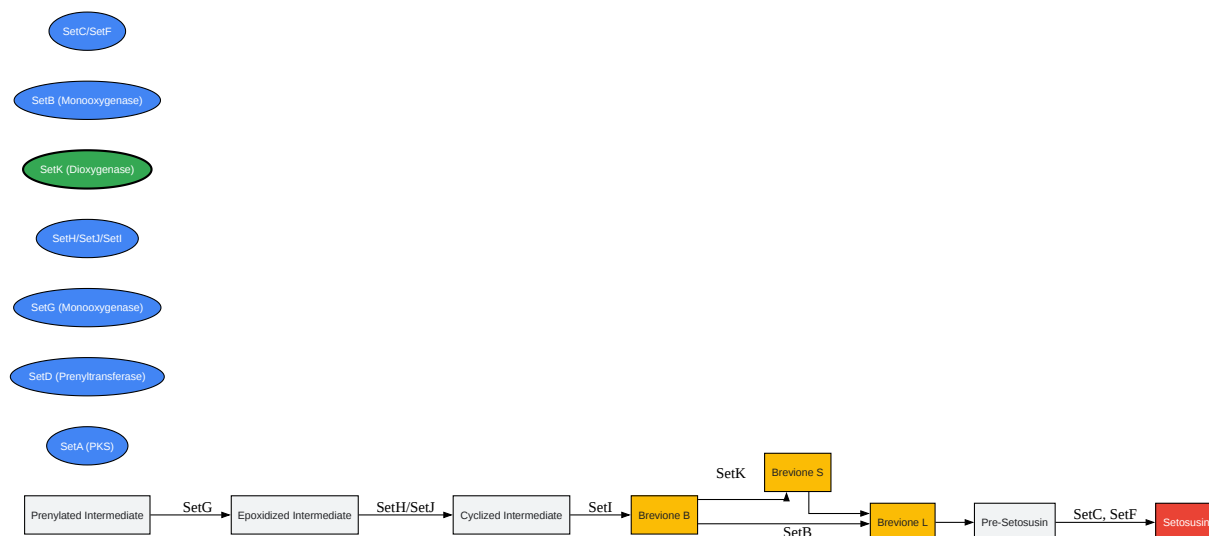 SetC/SetF
SetB (Monooxygenase)
SetK (Dioxygenase)
SetH/SetJ/SetI
SetG (Monooxygenase)
SetD (Prenyltransferase)
SetA (PKS)
Prenylated Intermediate
SetG
Epoxidized Intermediate
SetH/SetJ
Cyclized Intermediate
SetI
Brevione B
SetK
Brevione S
SetB
Brevione L
Pre-Setosusin
SetC, SetF
Setosusin